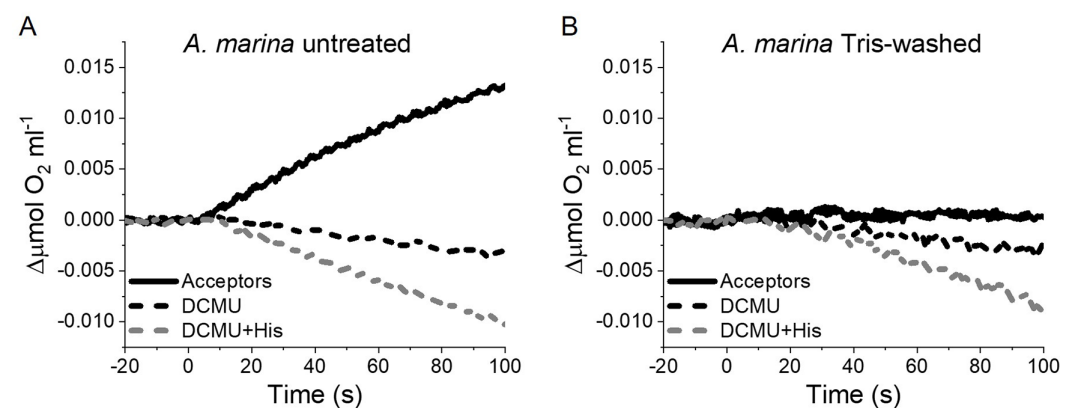 A
A. marina untreated
Δμmol O₂ ml⁻¹
0.015
0.010
0.005
0.000
-0.005
-0.010
Acceptors
DCMU
DCMU+His
-20 0 20 40 60 80 100
Time (s)
B
A. marina Tris-washed
Δμmol O₂ ml⁻¹
0.015
0.010
0.005
0.000
-0.005
-0.010
Acceptors
DCMU
DCMU+His
-20 0 20 40 60 80 100
Time (s)